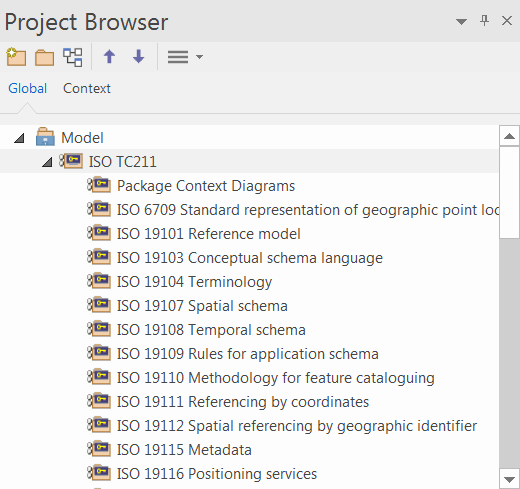 Project Browser
Global Context
Model
ISO TC211
Package Context Diagrams
ISO 6709 Standard representation of geographic point loc
ISO 19101 Reference model
ISO 19103 Conceptual schema language
ISO 19104 Terminology
ISO 19107 Spatial schema
ISO 19108 Temporal schema
ISO 19109 Rules for application schema
ISO 19110 Methodology for feature cataloguing
ISO 19111 Referencing by coordinates
ISO 19112 Spatial referencing by geographic identifier
ISO 19115 Metadata
ISO 19116 Positioning services